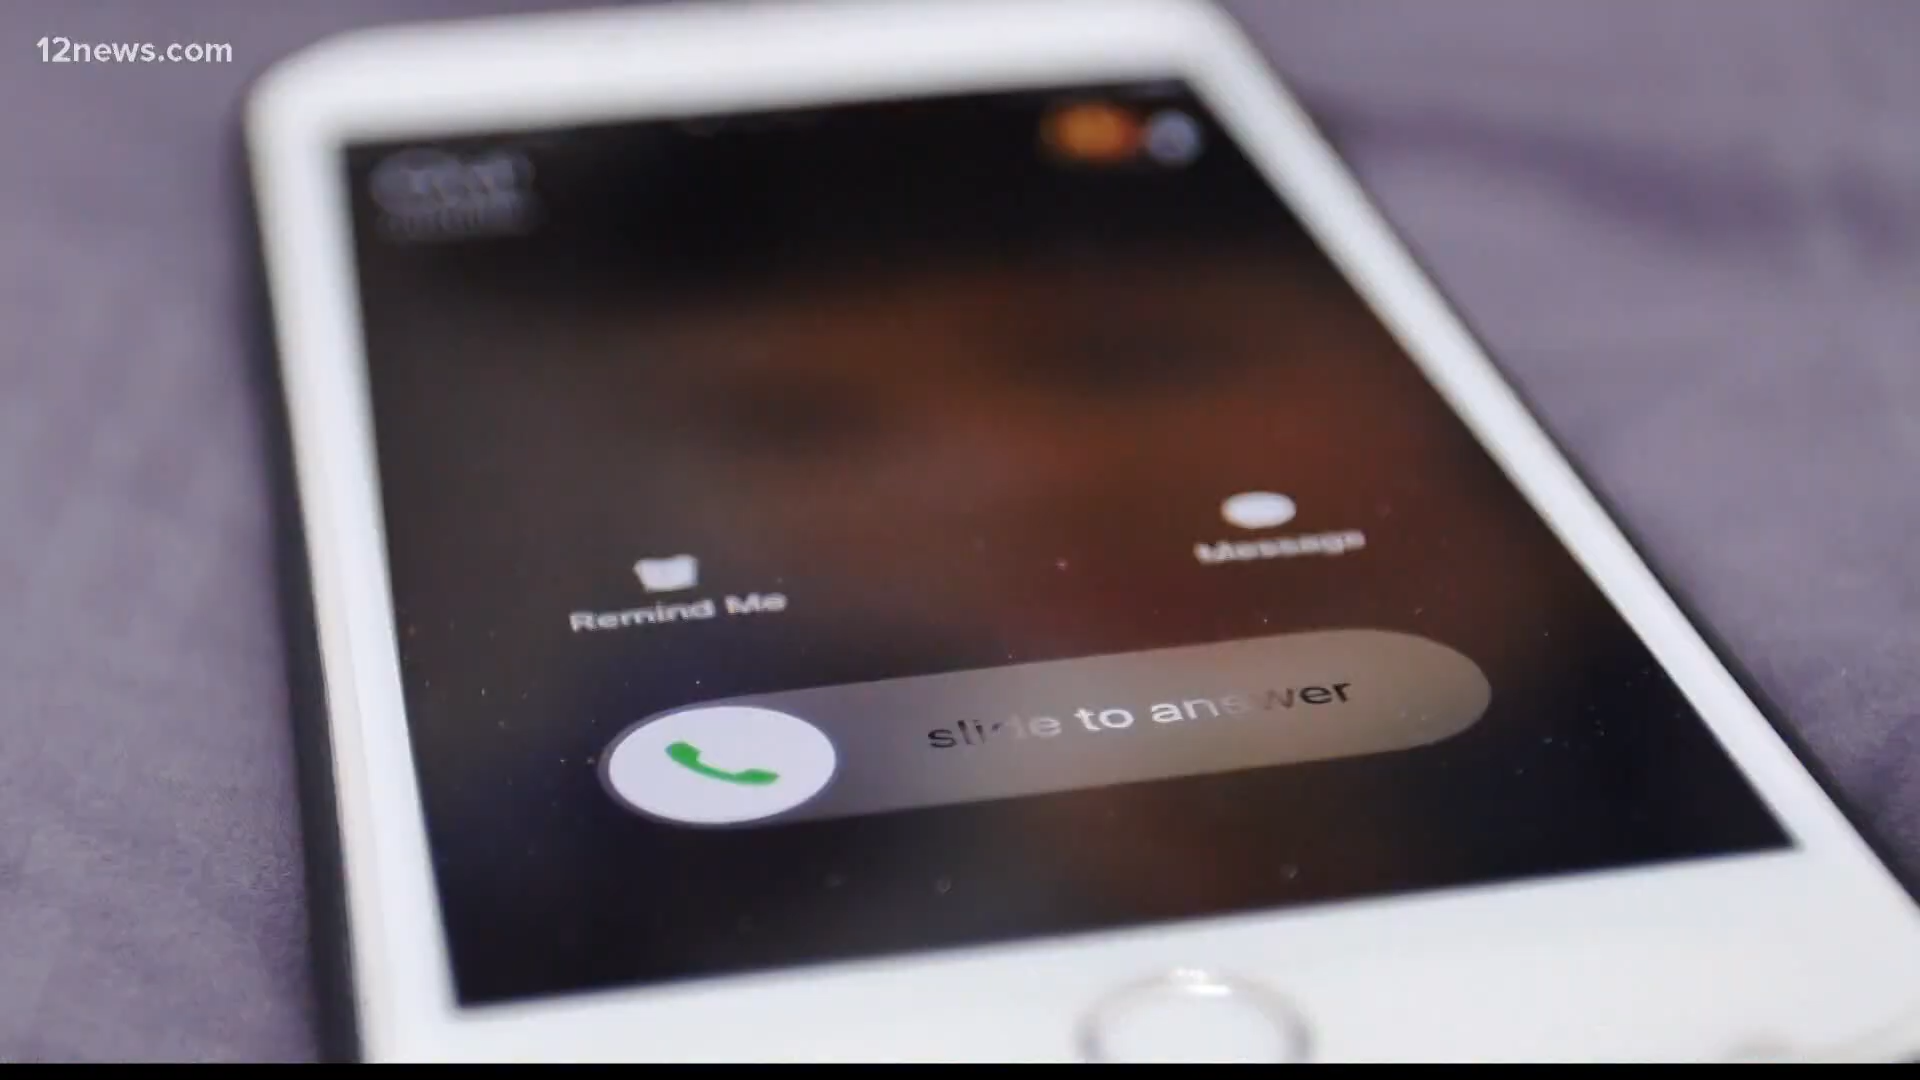 12news.com
Message
Remind Me
slide to answer